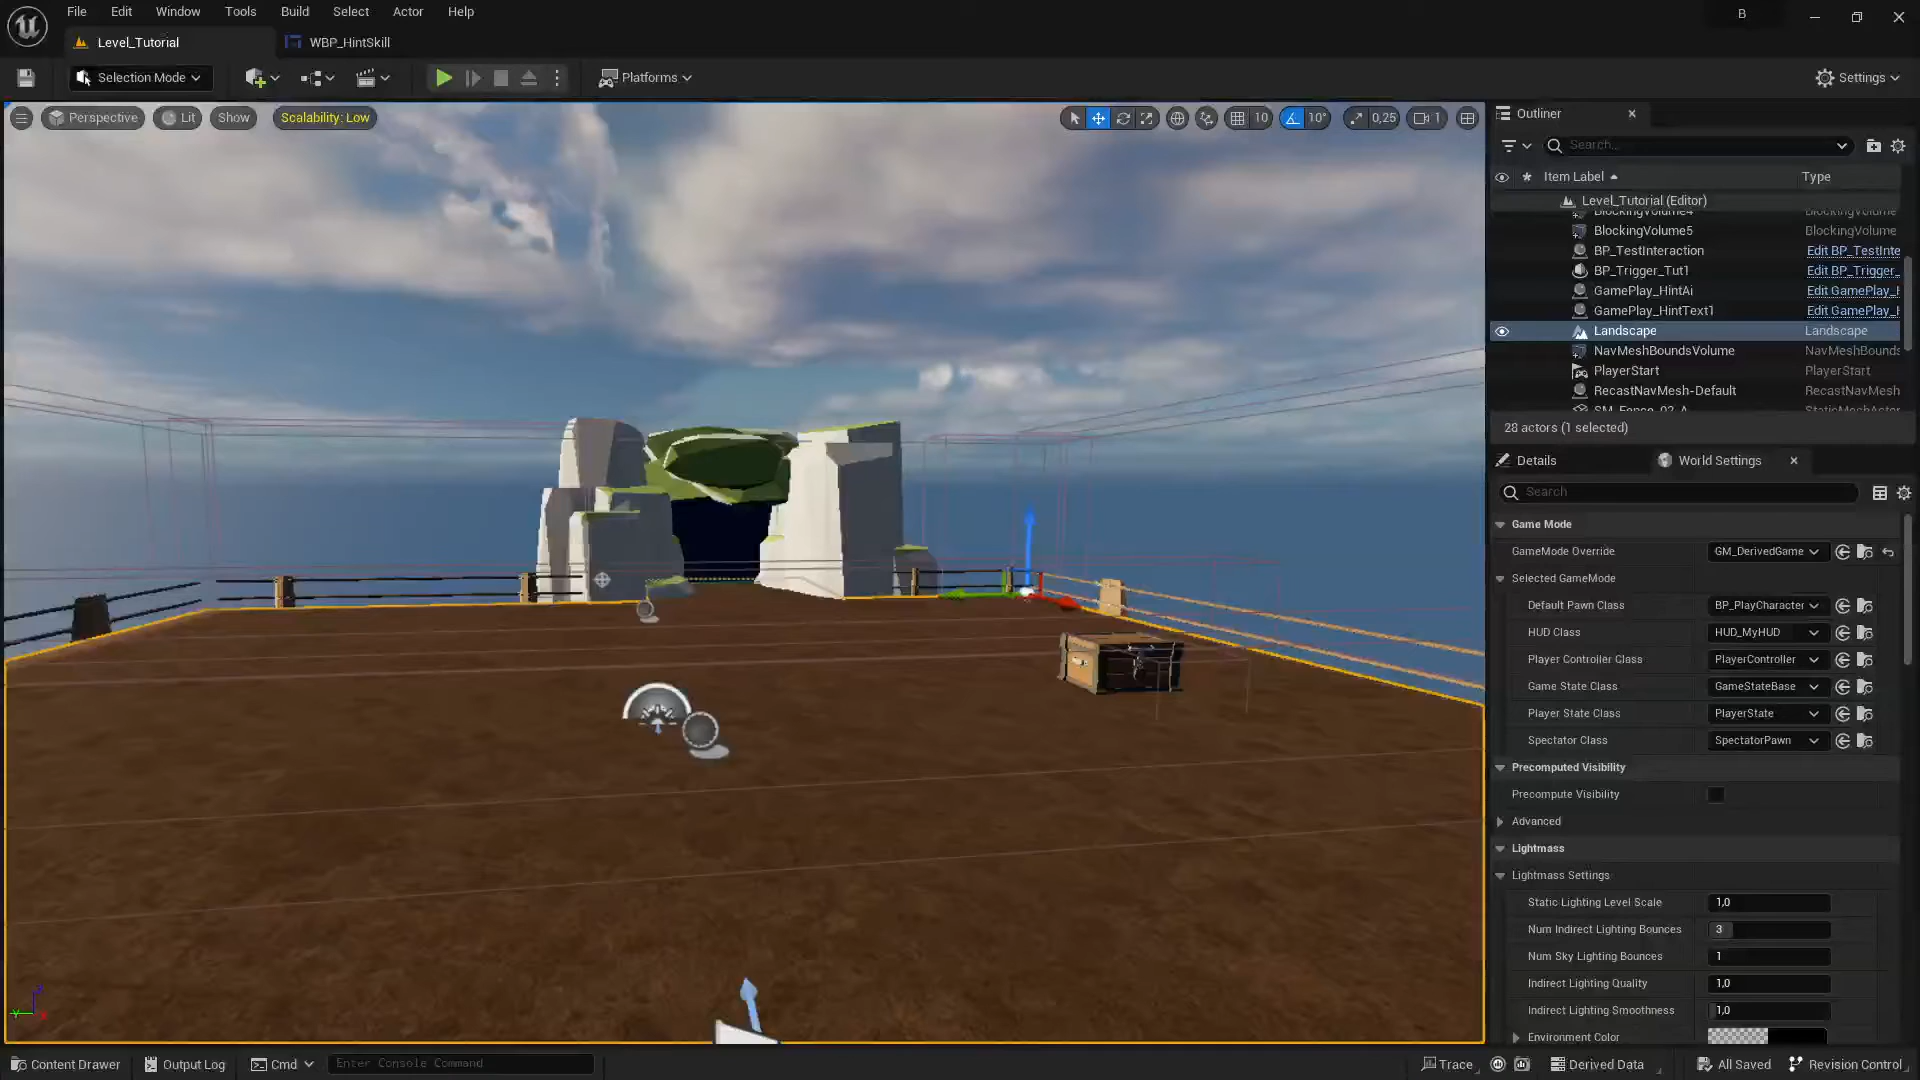 File Edit Window Tools Build Select Actor Help
B
Level_Tutorial
WBP_HintSkill
Selection Mode
Platforms
Settings
Perspective
Lit
Show
Scalability: Low
10
10°
0,25
1
Outliner
Search...
Item Label
Type
Level_Tutorial (Editor)
BlockingVolume4 BlockingVolume
BlockingVolume5 BlockingVolume
BP_TestInteraction Edit BP_TestInte
BP_Trigger_Tut1 Edit BP_Trigger_
GamePlay_HintAi Edit GamePlay_H
GamePlay_HintText1 Edit GamePlay_H
Landscape Landscape
NavMeshBoundsVolume NavMeshBounds
PlayerStart PlayerStart
RecastNavMesh-Default RecastNavMesh
SM_Fence_02_A StaticMeshActor
28 actors (1 selected)
Details
World Settings
Search
Game Mode
GameMode Override GM_DerivedGame
Selected GameMode
Default Pawn Class BP_PlayCharacter
HUD Class HUD_MyHUD
Player Controller Class PlayerController
Game State Class GameStateBase
Player State Class PlayerState
Spectator Class SpectatorPawn
Precomputed Visibility
Precompute Visibility
Advanced
Lightmass
Lightmass Settings
Static Lighting Level Scale 1,0
Num Indirect Lighting Bounces 3
Num Sky Lighting Bounces 1
Indirect Lighting Quality 1,0
Indirect Lighting Smoothness 1,0
Environment Color
Content Drawer
Output Log
Cmd
Enter Console Command
Trace
Derived Data
All Saved
Revision Control